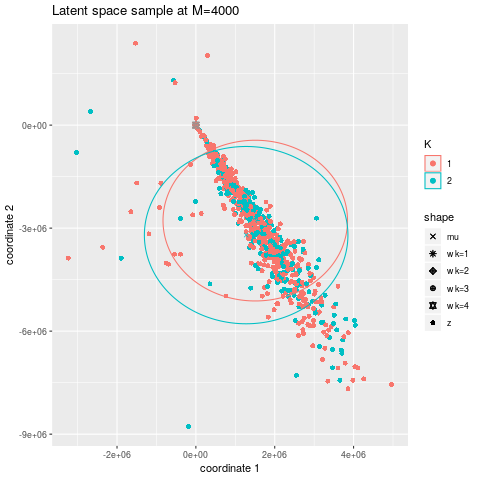 Latent space sample at M=4000
coordinate 2
0e+00
-3e+06
-6e+06
-9e+06
-2e+06
0e+00
2e+06
4e+06
coordinate 1
K
1
2
shape
mu
w k=1
w k=2
w k=3
w k=4
z